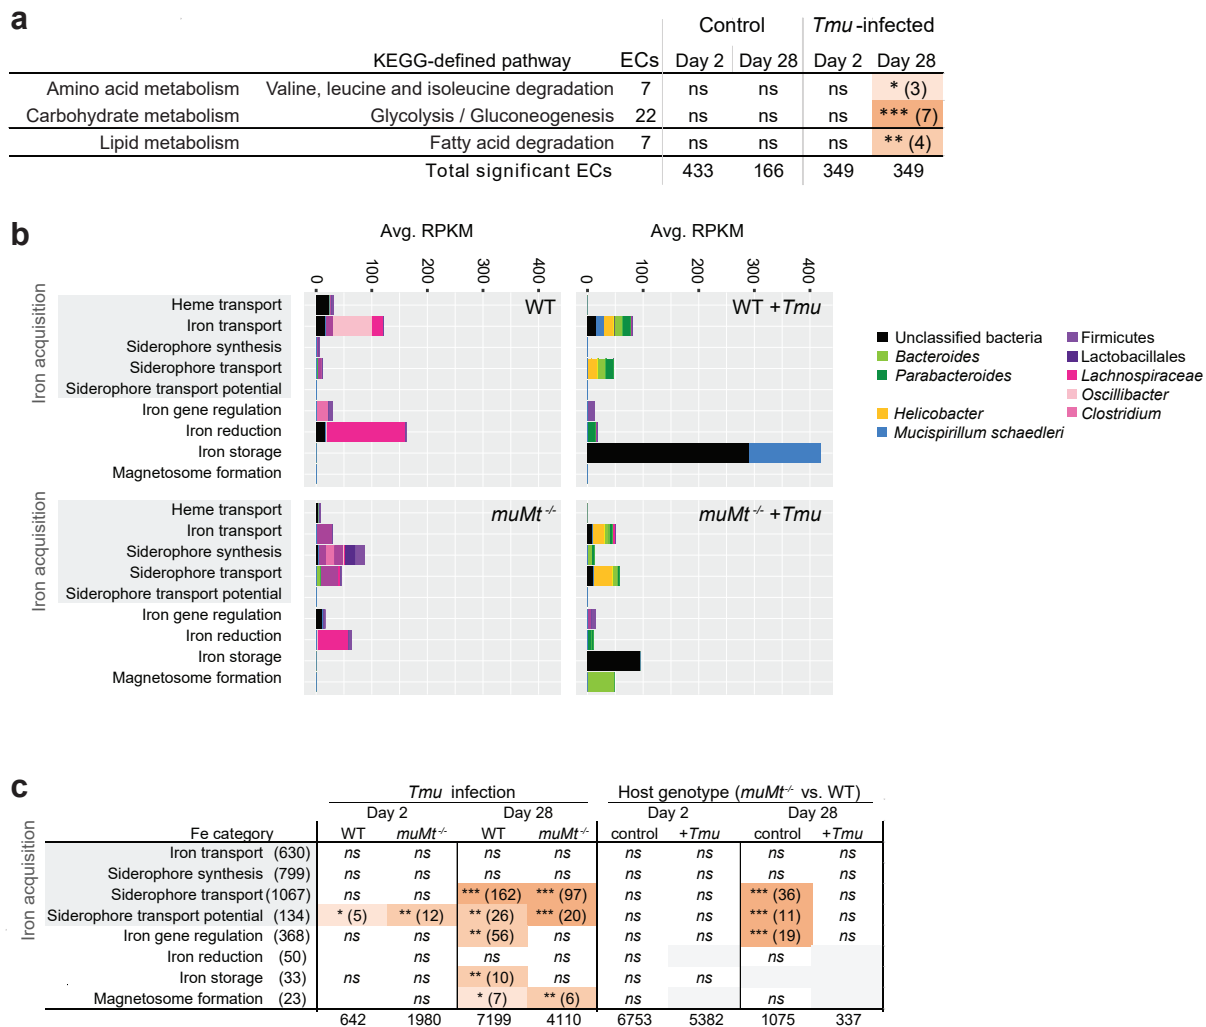 a
Control Tmu-infected
KEGG-defined pathway ECs Day 2 Day 28 Day 2 Day 28
Amino acid metabolism Valine, leucine and isoleucine degradation 7 ns ns ns * (3)
Carbohydrate metabolism Glycolysis / Gluconeogenesis 22 ns ns ns *** (7)
Lipid metabolism Fatty acid degradation 7 ns ns ns ** (4)
Total significant ECs 433 166 349 349
b
Avg. RPKM Avg. RPKM
0 100 200 300 400 0 100 200 300 400
Iron acquisition
WT
WT +Tmu
Heme transport
Iron transport
Siderophore synthesis
Siderophore transport
Siderophore transport potential
Iron gene regulation
Iron reduction
Iron storage
Magnetosome formation
Unclassified bacteria
Bacteroides
Parabacteroides
Helicobacter
Mucispirillum schaedleri
Firmicutes
Lactobacillales
Lachnospiraceae
Oscillibacter
Clostridium
Iron acquisition
muMt -/-
muMt -/- +Tmu
Heme transport
Iron transport
Siderophore synthesis
Siderophore transport
Siderophore transport potential
Iron gene regulation
Iron reduction
Iron storage
Magnetosome formation
c
Tmu infection Host genotype (muMt-/- vs. WT)
Day 2 Day 28 Day 2 Day 28
Fe category WT muMt-/- WT muMt-/- control +Tmu control +Tmu
Iron acquisition
Iron transport (630) ns ns ns ns ns ns ns ns
Siderophore synthesis (799) ns ns ns ns ns ns ns ns
Siderophore transport (1067) ns ns *** (162) *** (97) ns ns *** (36) ns
Siderophore transport potential (134) * (5) ** (12) ** (26) *** (20) ns ns *** (11) ns
Iron gene regulation (368) ns ns ** (56) ns ns ns *** (19) ns
Iron reduction (50) ns ns ns ns ns
Iron storage (33) ns ns ** (10) ns ns ns
Magnetosome formation (23) ns * (7) ** (6) ns ns
642 1980 7199 4110 6753 5382 1075 337